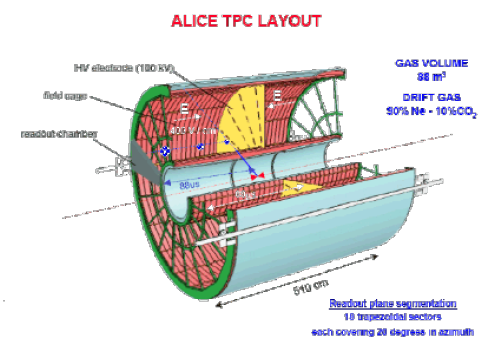 ALICE TPC LAYOUT
HV electrode (100 kV)
field cage
readout chamber
GAS VOLUME
88 m³
DRIFT GAS
90% Ne - 10%CO₂
E
E
400 V / cm
88us
510 cm
Readout plane segmentation
18 trapezoidal sectors
each covering 20 degrees in azimuth